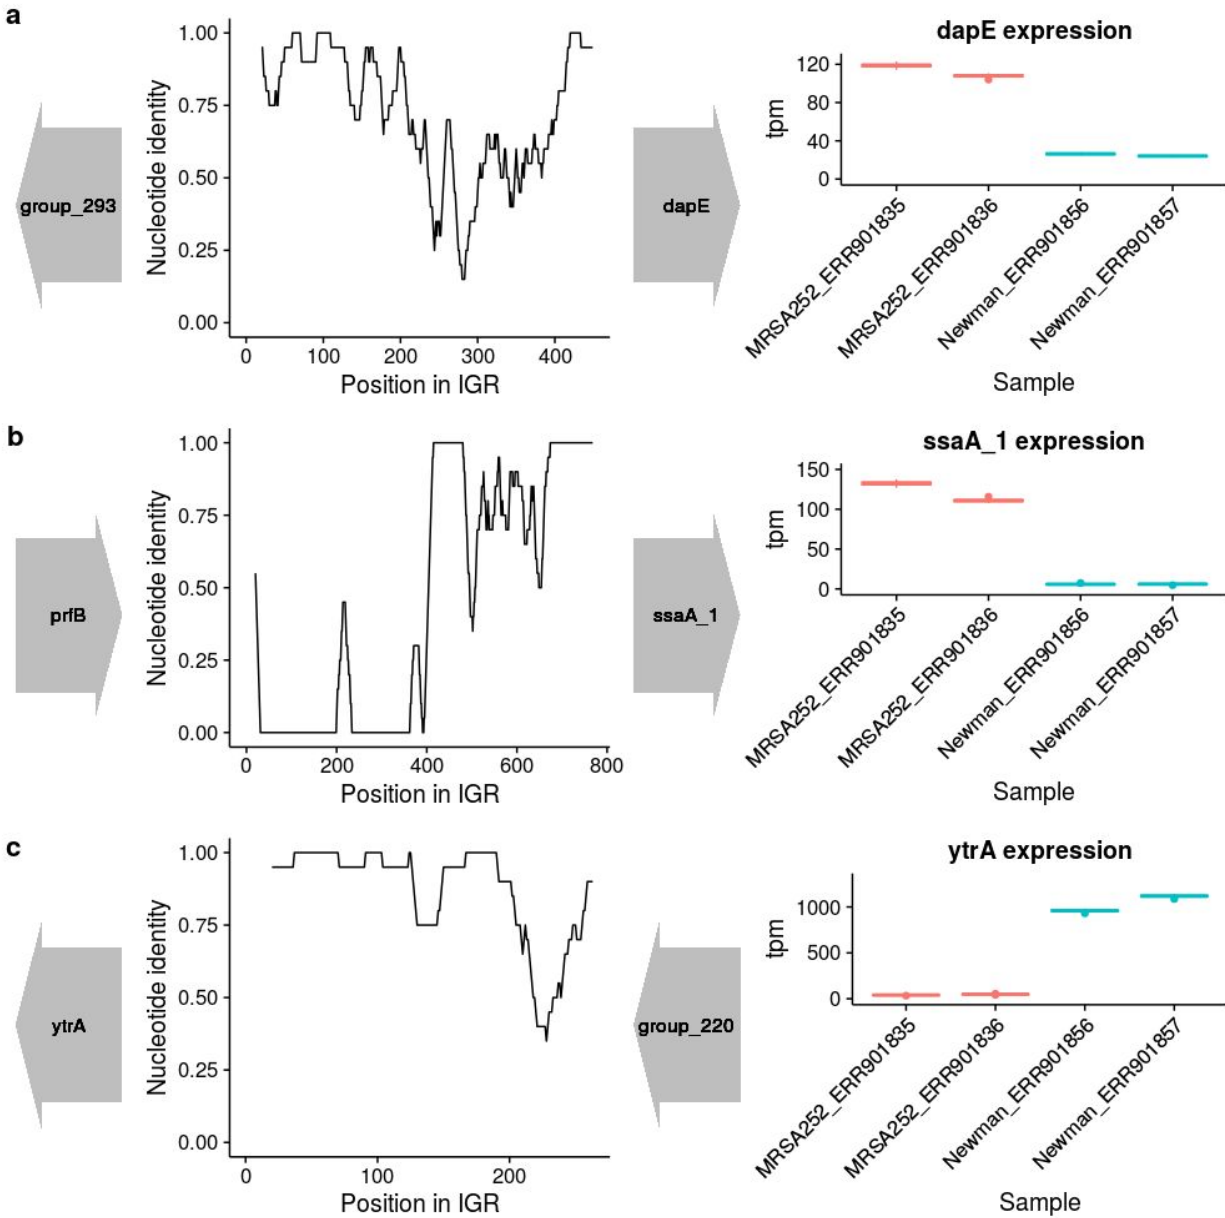 a
dapE expression
1.00
0.75
0.50
0.25
0.00
Nucleotide identity
0 100 200 300 400
Position in IGR
group_293
dapE
120
80
40
0
tpm
MRSA252_ERR901835
MRSA252_ERR901836
Newman_ERR901856
Newman_ERR901857
Sample
b
ssaA_1 expression
1.00
0.75
0.50
0.25
0.00
Nucleotide identity
0 200 400 600 800
Position in IGR
prfB
ssaA_1
150
100
50
0
tpm
MRSA252_ERR901835
MRSA252_ERR901836
Newman_ERR901856
Newman_ERR901857
Sample
c
ytrA expression
1.00
0.75
0.50
0.25
0.00
Nucleotide identity
0 100 200
Position in IGR
ytrA
group_220
1000
500
0
tpm
MRSA252_ERR901835
MRSA252_ERR901836
Newman_ERR901856
Newman_ERR901857
Sample